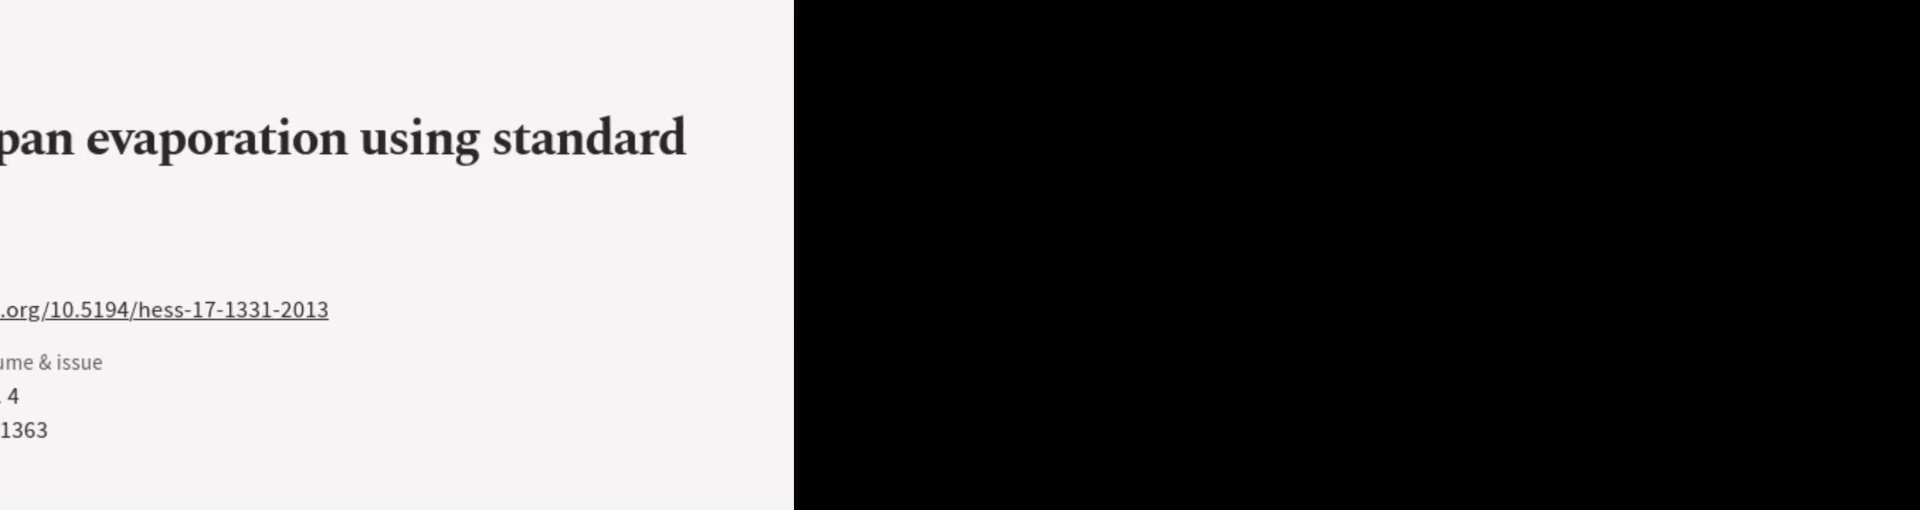 pan evaporation using standard
.org/10.5194/hess-17-1331-2013
ume & issue
. 4
1363